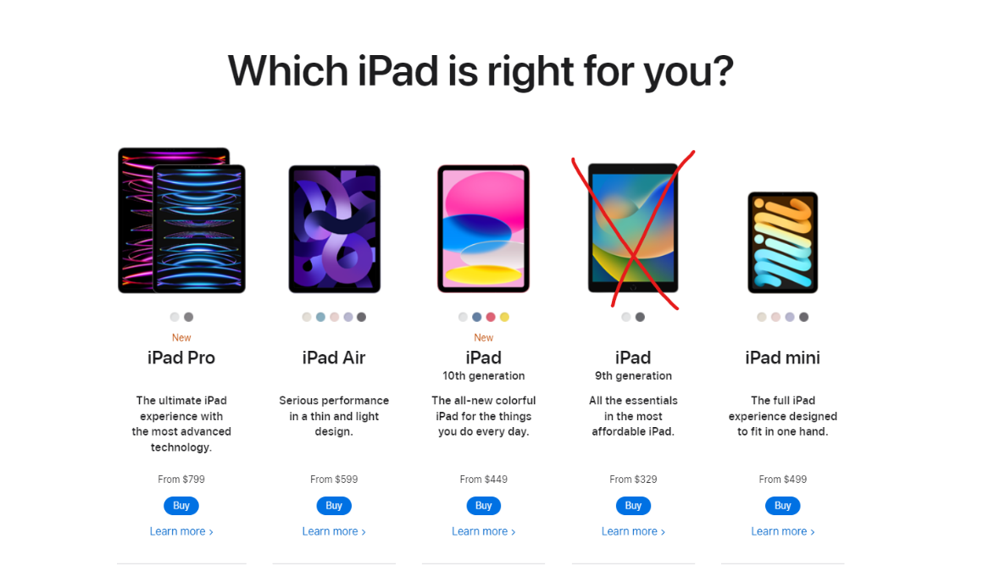 Which iPad is right for you?
New
iPad Pro
The ultimate iPad
experience with
the most advanced
technology.
From $799
Buy
Learn more >
iPad Air
Serious performance
in a thin and light
design.
From $599
Buy
Learn more >
New
iPad
10th generation
The all-new colorful
iPad for the things
you do every day.
From $449
Buy
Learn more >
iPad
9th generation
All the essentials
in the most
affordable iPad.
From $329
Buy
Learn more >
iPad mini
The full iPad
experience designed
to fit in one hand.
From $499
Buy
Learn more >